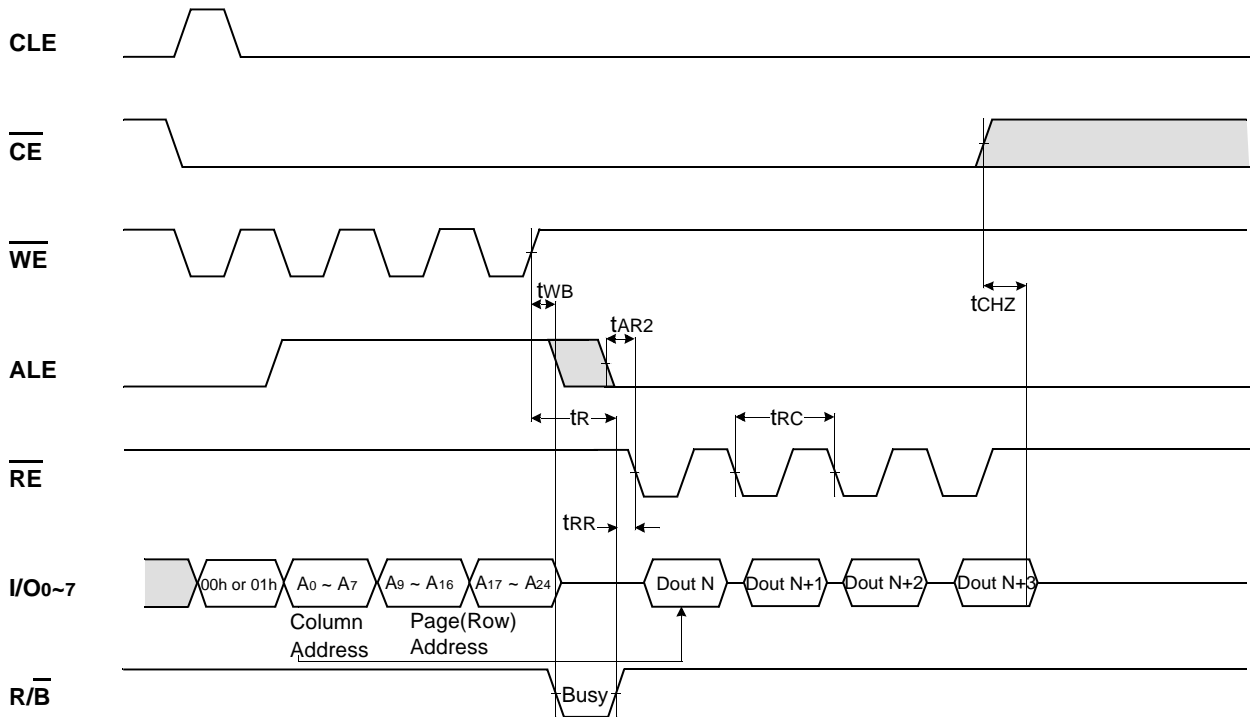 CLE
CE
WE
tWB
tCHZ
tAR2
ALE
tR
tRC
RE
tRR
I/O0~7
00h or 01h
A0 ~ A7
A9 ~ A16
A17 ~ A24
Dout N
Dout N+1
Dout N+2
Dout N+3
Column
Address
Page(Row)
Address
R/B
Busy